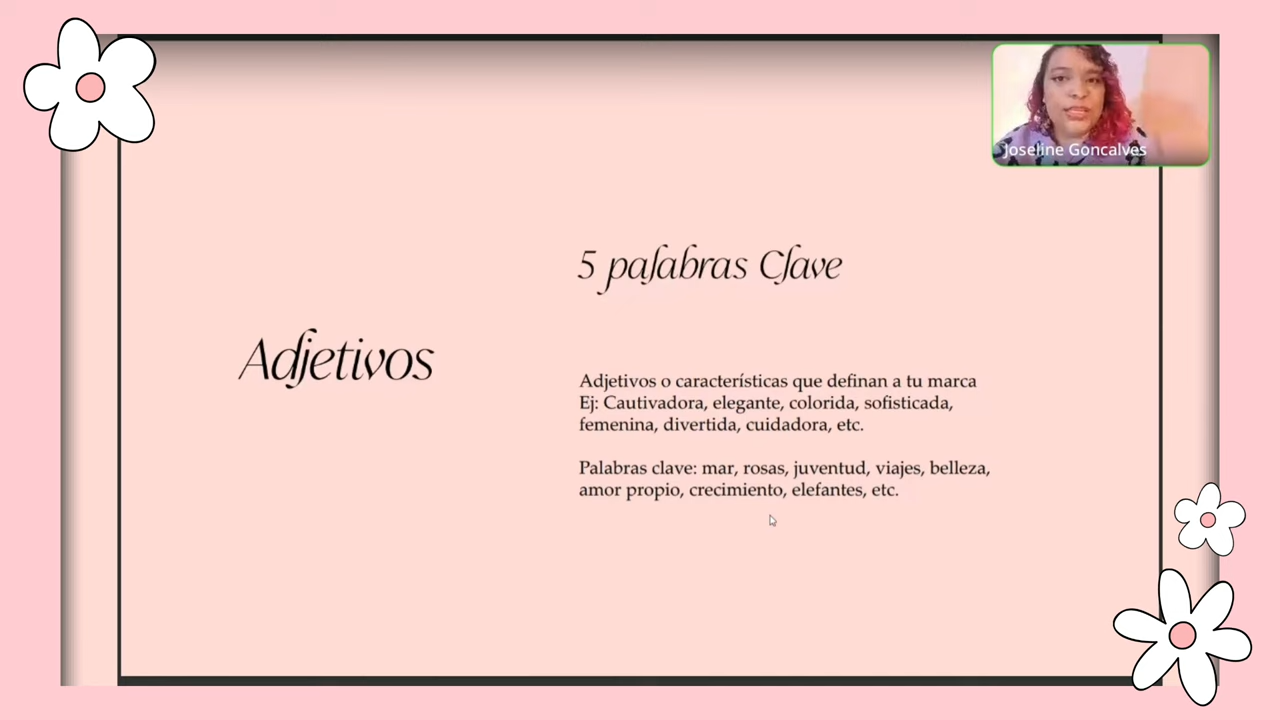 Joseline Goncalves
5 palabras Clave
Adjetivos
Adjetivos o características que definan a tu marca
Ej: Cautivadora, elegante, colorida, sofisticada,
femenina, divertida, cuidadora, etc.
Palabras clave: mar, rosas, juventud, viajes, belleza,
amor propio, crecimiento, elefantes, etc.